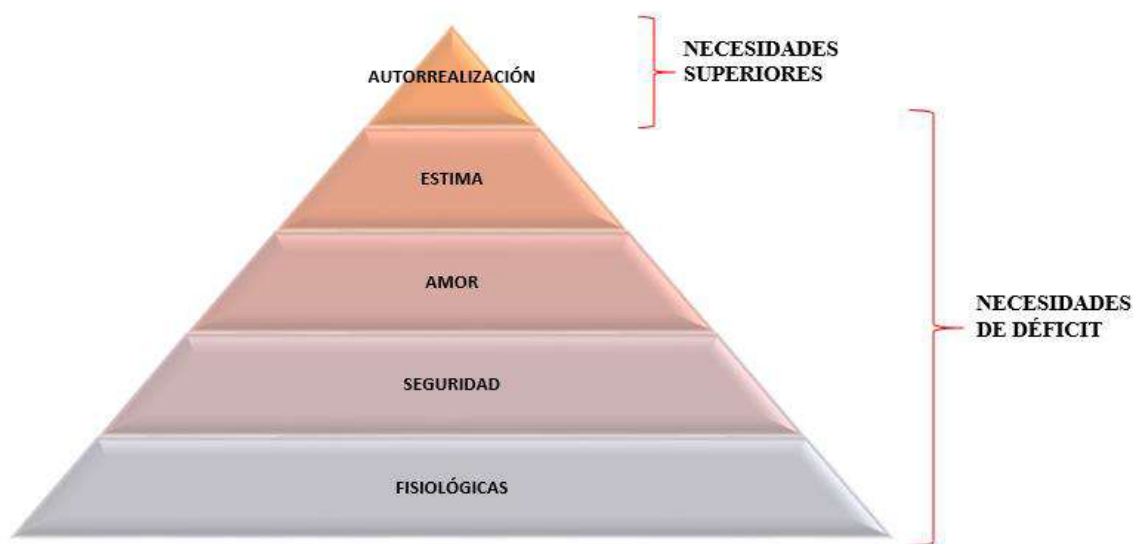 AUTORREALIZACIÓN
NECESIDADES
SUPERIORES
ESTIMA
AMOR
NECESIDADES
DE DÉFICIT
SEGURIDAD
FISIOLÓGICAS